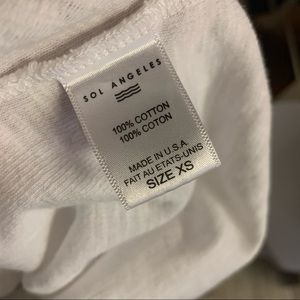 SOL ANGELES
100% COTTON
100% COTON
MADE IN U.S.A
FAIT AU ETATS-UNIS
SIZE XS